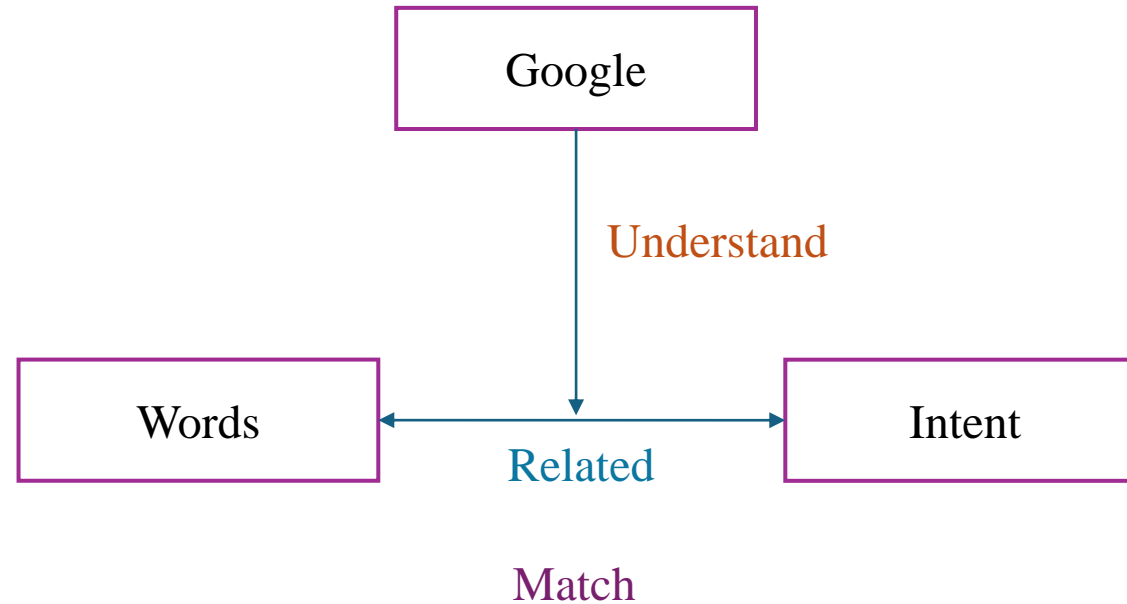 Google
Understand
Words
Intent
Related
Match